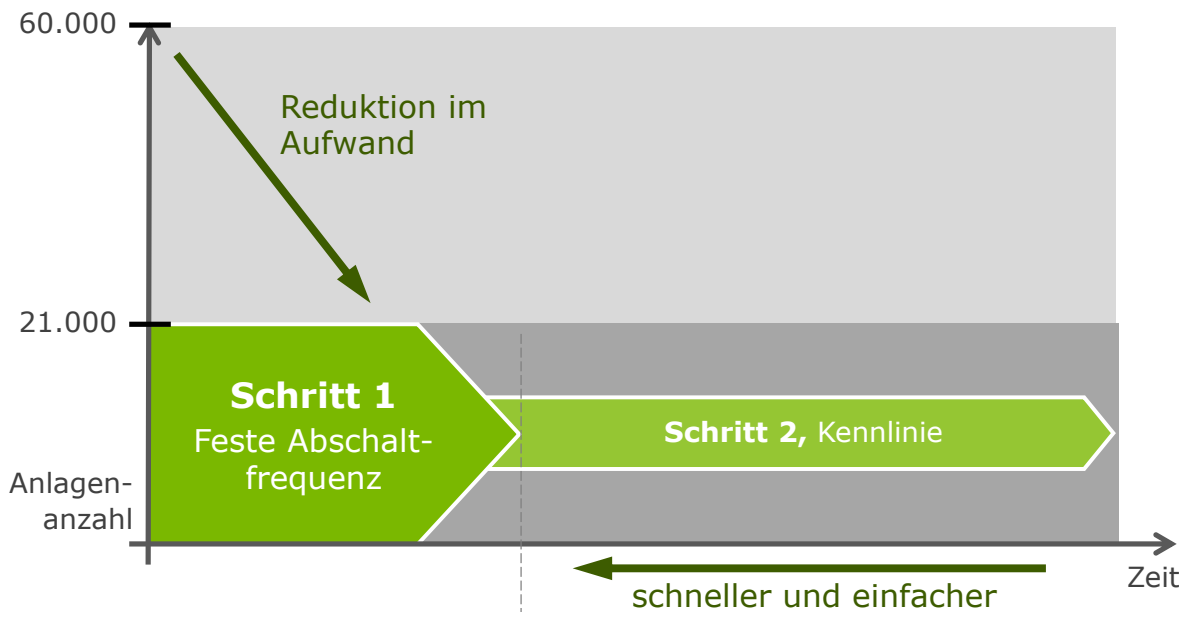 60.000
Reduktion im
Aufwand
21.000
Schritt 1
Feste Abschalt-
frequenz
Schritt 2, Kennlinie
Anlagen-
anzahl
Zeit
schneller und einfacher